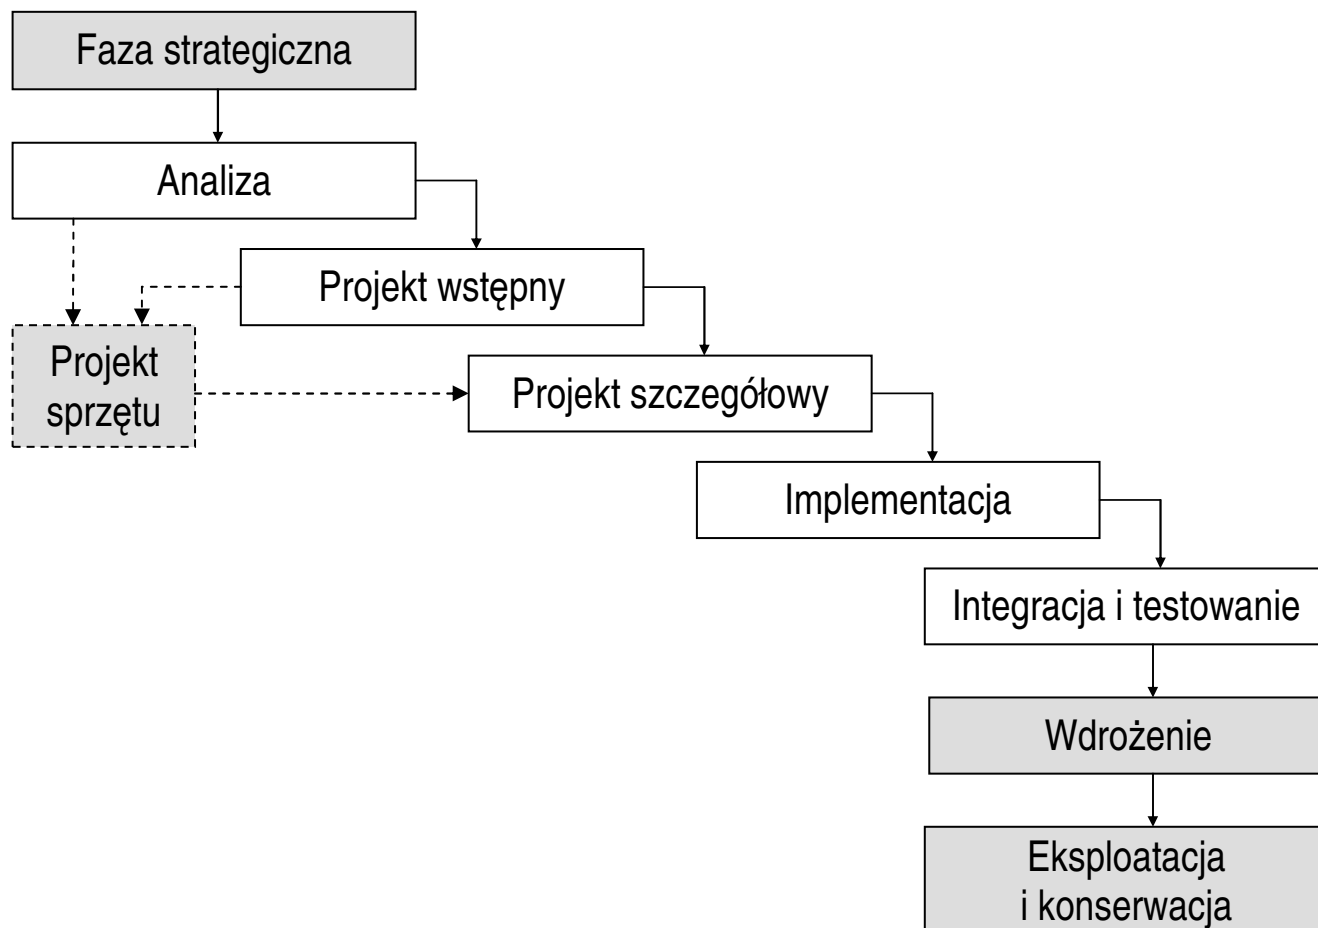 Faza strategiczna
Analiza
Projekt wstępny
Projekt
sprzętu
Projekt szczegółowy
Implementacja
Integracja i testowanie
Wdrożenie
Eksploatacja
i konserwacja